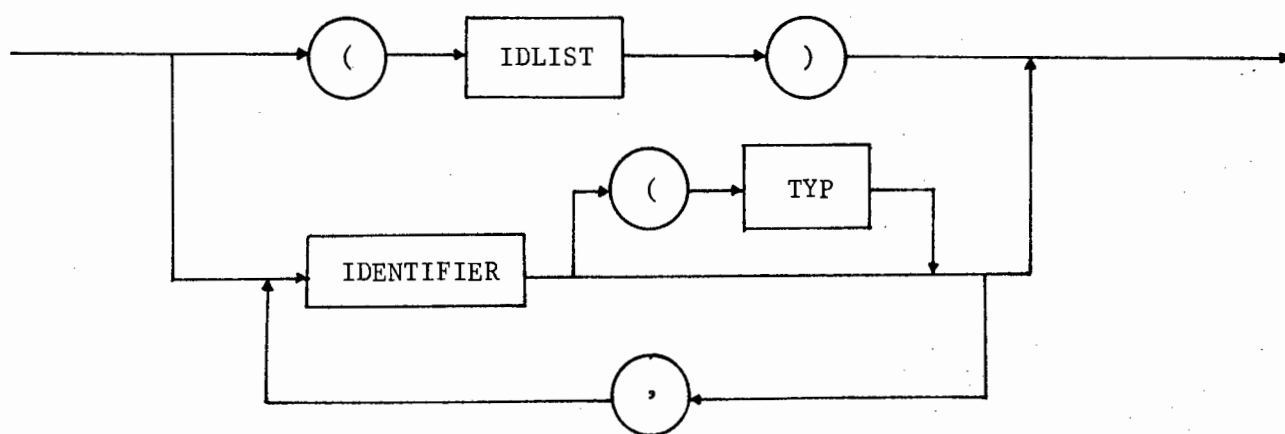 ( IDLIST )
( TYP
IDENTIFIER
,